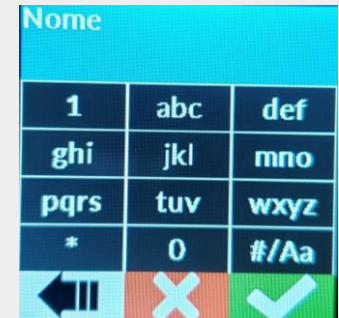 Nome
1 abc def
ghi jkl mno
pqrs tuv wxyz
* 0 #/Aa